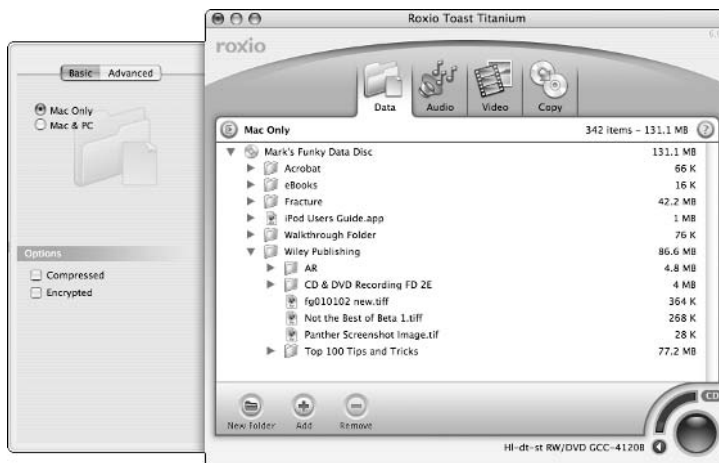 Roxio Toast Titanium
roxio
Basic Advanced
Mac Only
Mac & PC
Options
Compressed
Encrypted
Data Audio Video Copy
Mac Only 342 items - 131.1 MB ?
Mark's Funky Data Disc 131.1 MB
Acrobat 66 K
eBooks 16 K
Fracture 42.2 MB
iPod Users Guide.app 1 MB
Walkthrough Folder 76 K
Wiley Publishing 86.6 MB
AR 4.8 MB
CD & DVD Recording FD 2E 4 MB
fg010102 new.tiff 364 K
Not the Best of Beta 1.tiff 268 K
Panther Screenshot Image.tif 28 K
Top 100 Tips and Tricks 77.2 MB
New Folder Add Remove
CD
Hl-dt-st RW/DVD GCC-4120B